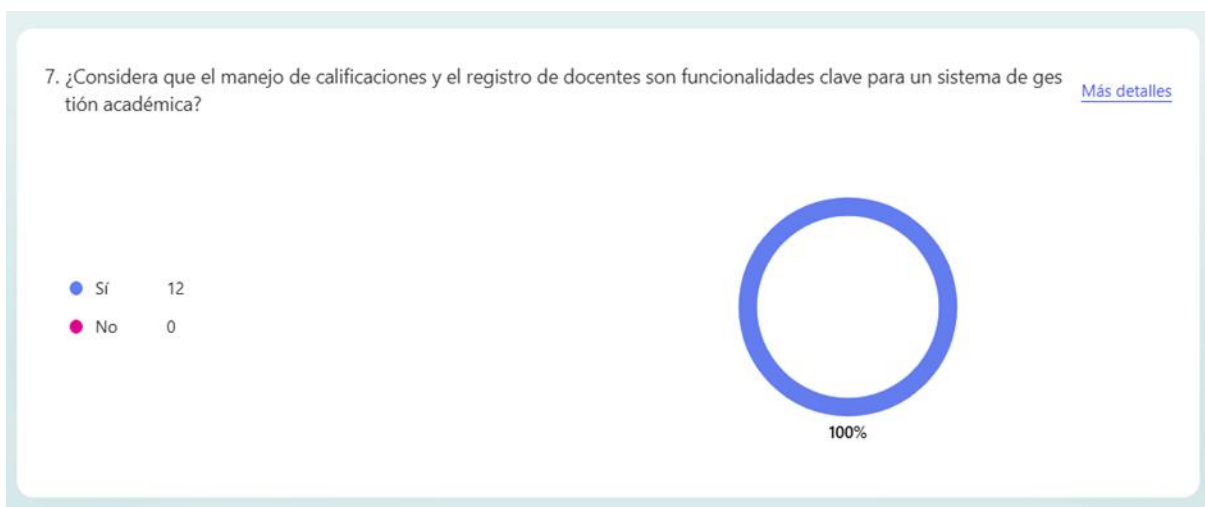 7. ¿Considera que el manejo de calificaciones y el registro de docentes son funcionalidades clave para un sistema de ges
tión académica?
Más detalles
Sí 12
No 0
100%